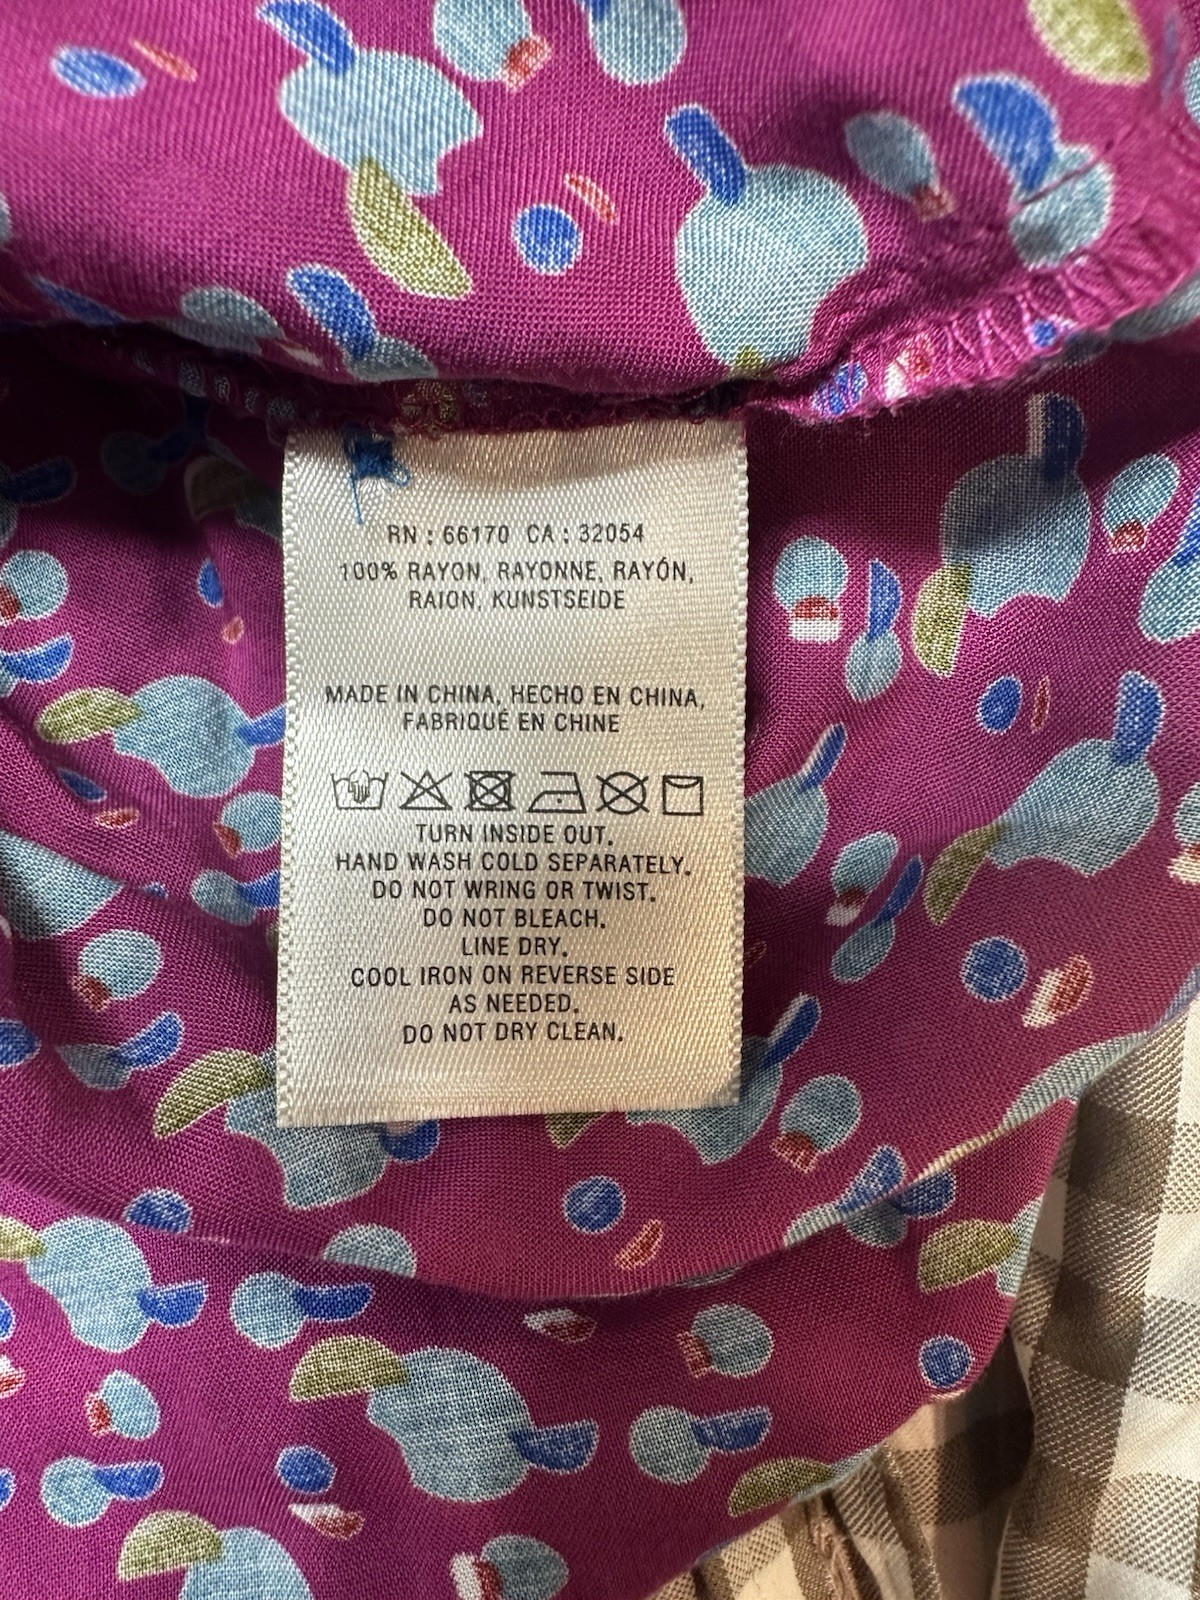 RN : 66170 CA : 32054
100% RAYON, RAYONNE, RAYÓN,
RAION, KUNSTSEIDE
MADE IN CHINA, HECHO EN CHINA,
FABRIQUÉ EN CHINE
TURN INSIDE OUT.
HAND WASH COLD SEPARATELY.
DO NOT WRING OR TWIST.
DO NOT BLEACH.
LINE DRY.
COOL IRON ON REVERSE SIDE
AS NEEDED.
DO NOT DRY CLEAN.